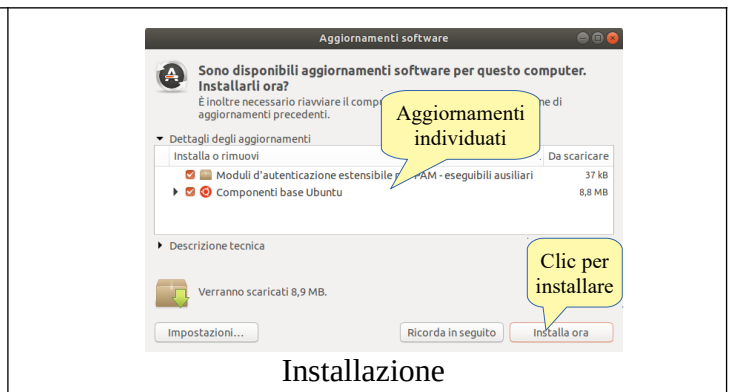 Aggiornamenti software
Sono disponibili aggiornamenti software per questo computer.
Installarli ora?
È inoltre necessario riavviare il ne di
aggiornamenti precedenti.
Aggiornamenti
individuati
Dettagli degli aggiornamenti
Installa o rimuovi Da scaricare
Moduli d'autenticazione estensibile PAM - eseguibili ausiliari 37 kB
Componenti base Ubuntu 8,8 MB
Descrizione tecnica
Clic per
installare
Verranno scaricati 8,9 MB.
Impostazioni... Ricorda in seguito Installa ora
Installazione